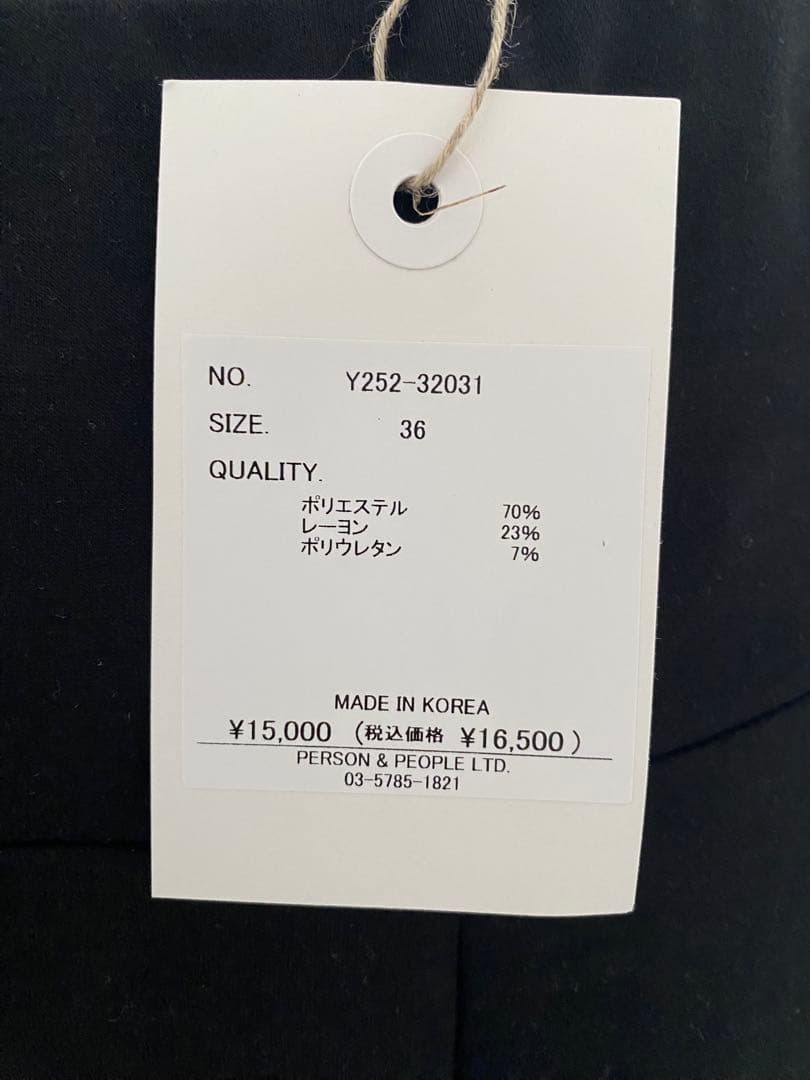 NO. Y252-32031
SIZE. 36
QUALITY.
ポリエステル 70%
レーヨン 23%
ポリウレタン 7%
MADE IN KOREA
¥15,000 (税込価格 ¥16,500)
PERSON & PEOPLE LTD.
03-5785-1821